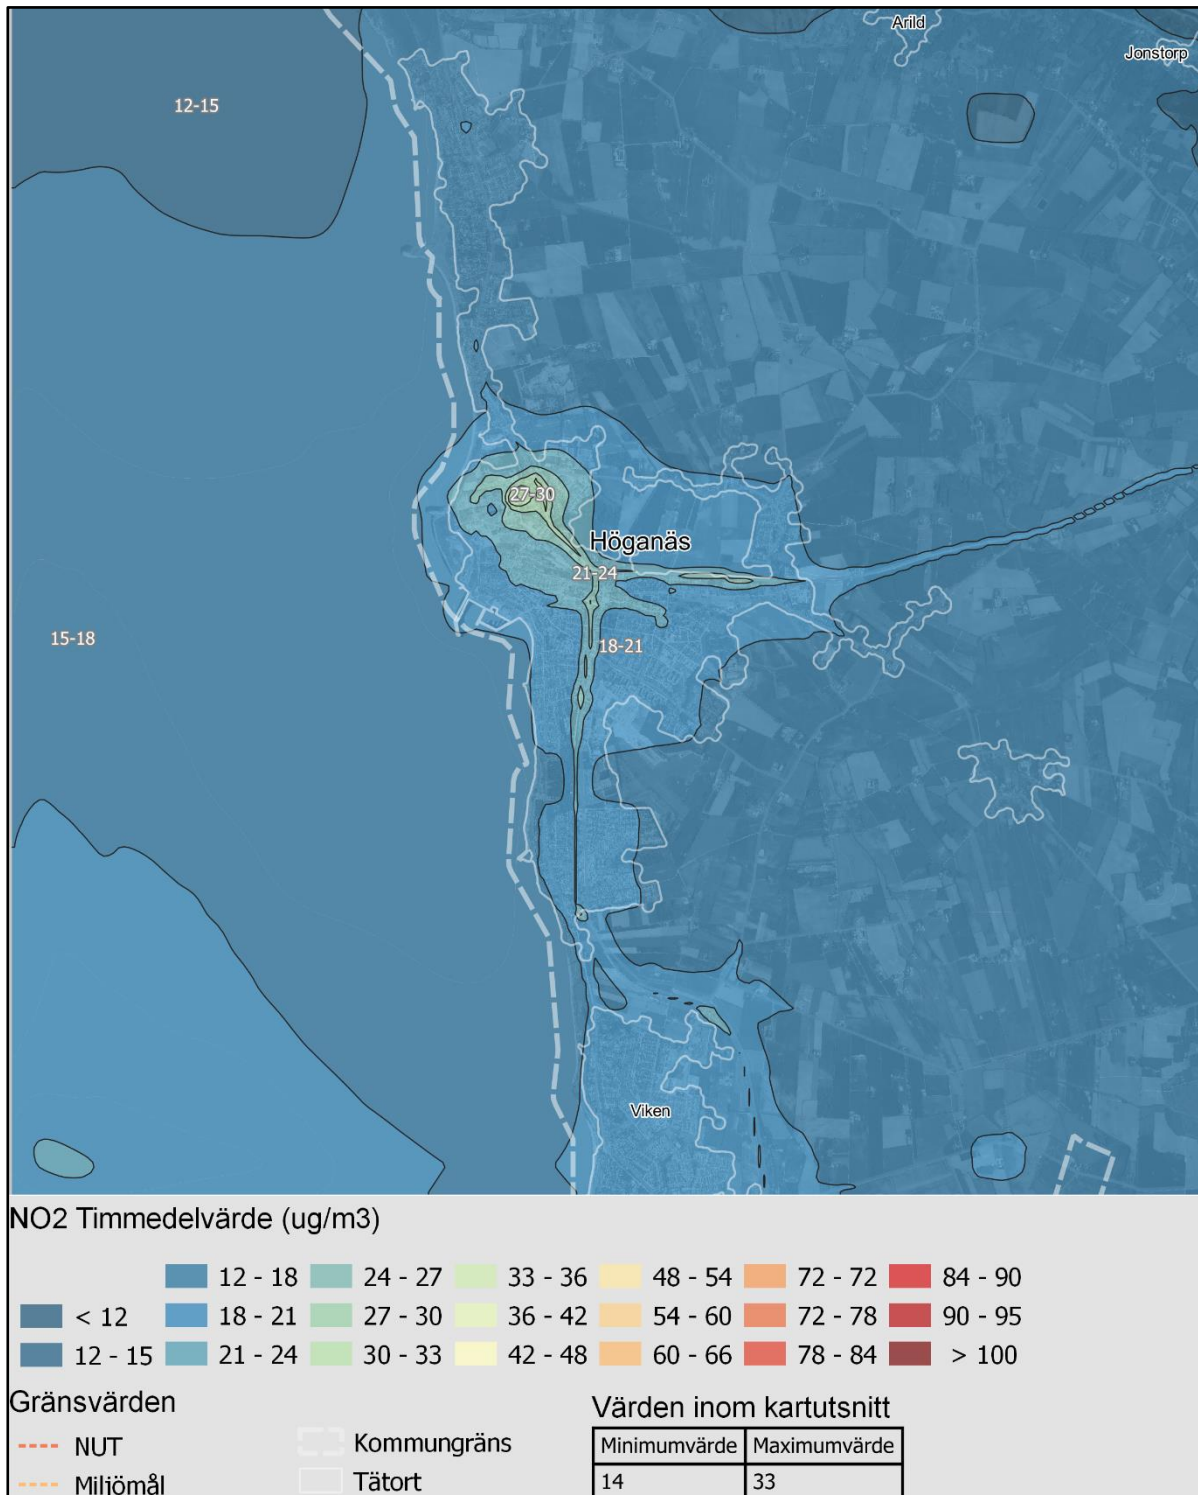 Arild
Jonstorp
12-15
27-30
Höganäs
21-24
15-18
18-21
Viken
NO2 Timmedelvärde (ug/m3)
12 - 18 24 - 27 33 - 36 48 - 54 72 - 72 84 - 90
< 12 18 - 21 27 - 30 36 - 42 54 - 60 72 - 78 90 - 95
12 - 15 21 - 24 30 - 33 42 - 48 60 - 66 78 - 84 > 100
Gränsvärden
NUT
Miljömål
Kommungräns
Tätort
Värden inom kartutsnitt
Minimumvärde Maximumvärde
14 33